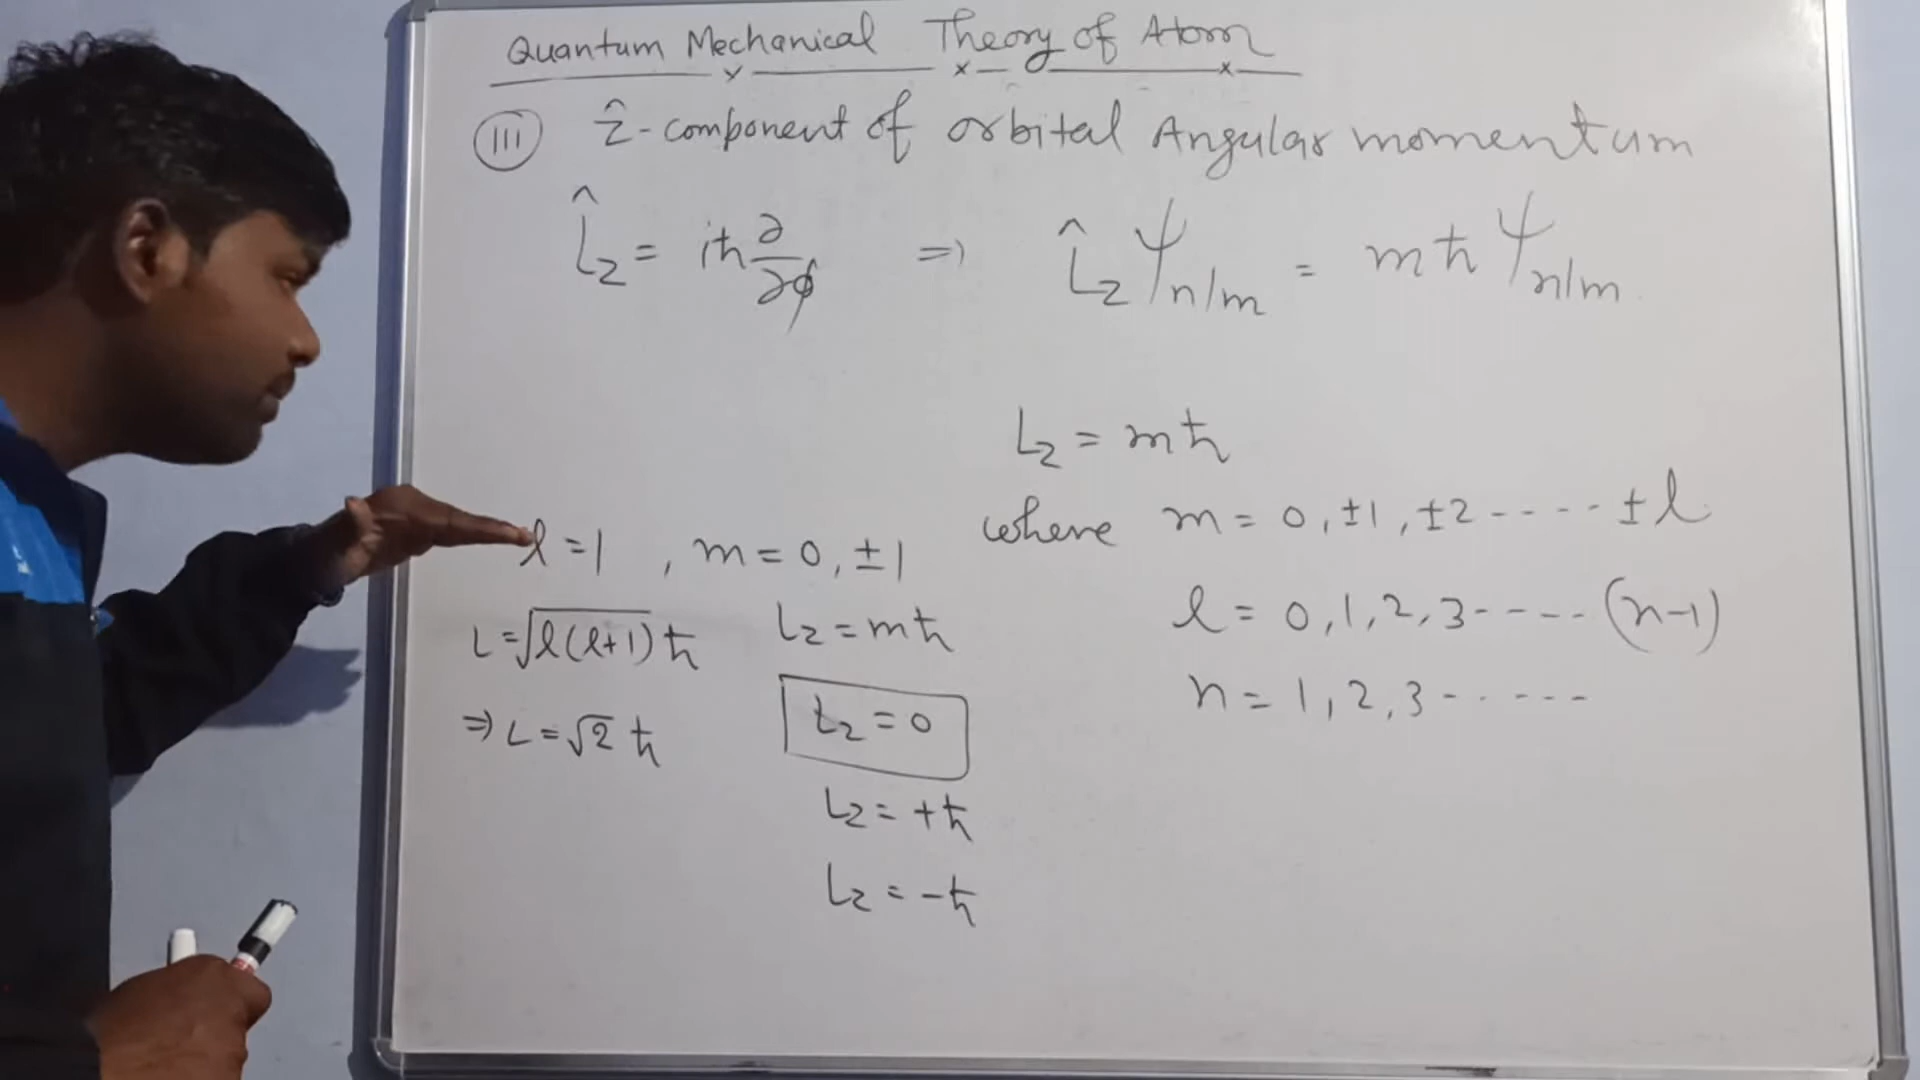 Quantum Mechanical Theory of Atom
III ẑ-component of orbital Angular momentum
L̂z = iħ ∂/∂φ ⇒ L̂z ψnlm = mħ ψnlm
Lz = mħ
where m = 0, ±1, ±2 ----- ±l
l = 0, 1, 2, 3 ----- (n-1)
n = 1, 2, 3 ------
l = 1, m = 0, ±1
L = √l(l+1) ħ Lz = mħ
⇒ L = √2 ħ Lz = 0
Lz = +ħ
Lz = -ħ